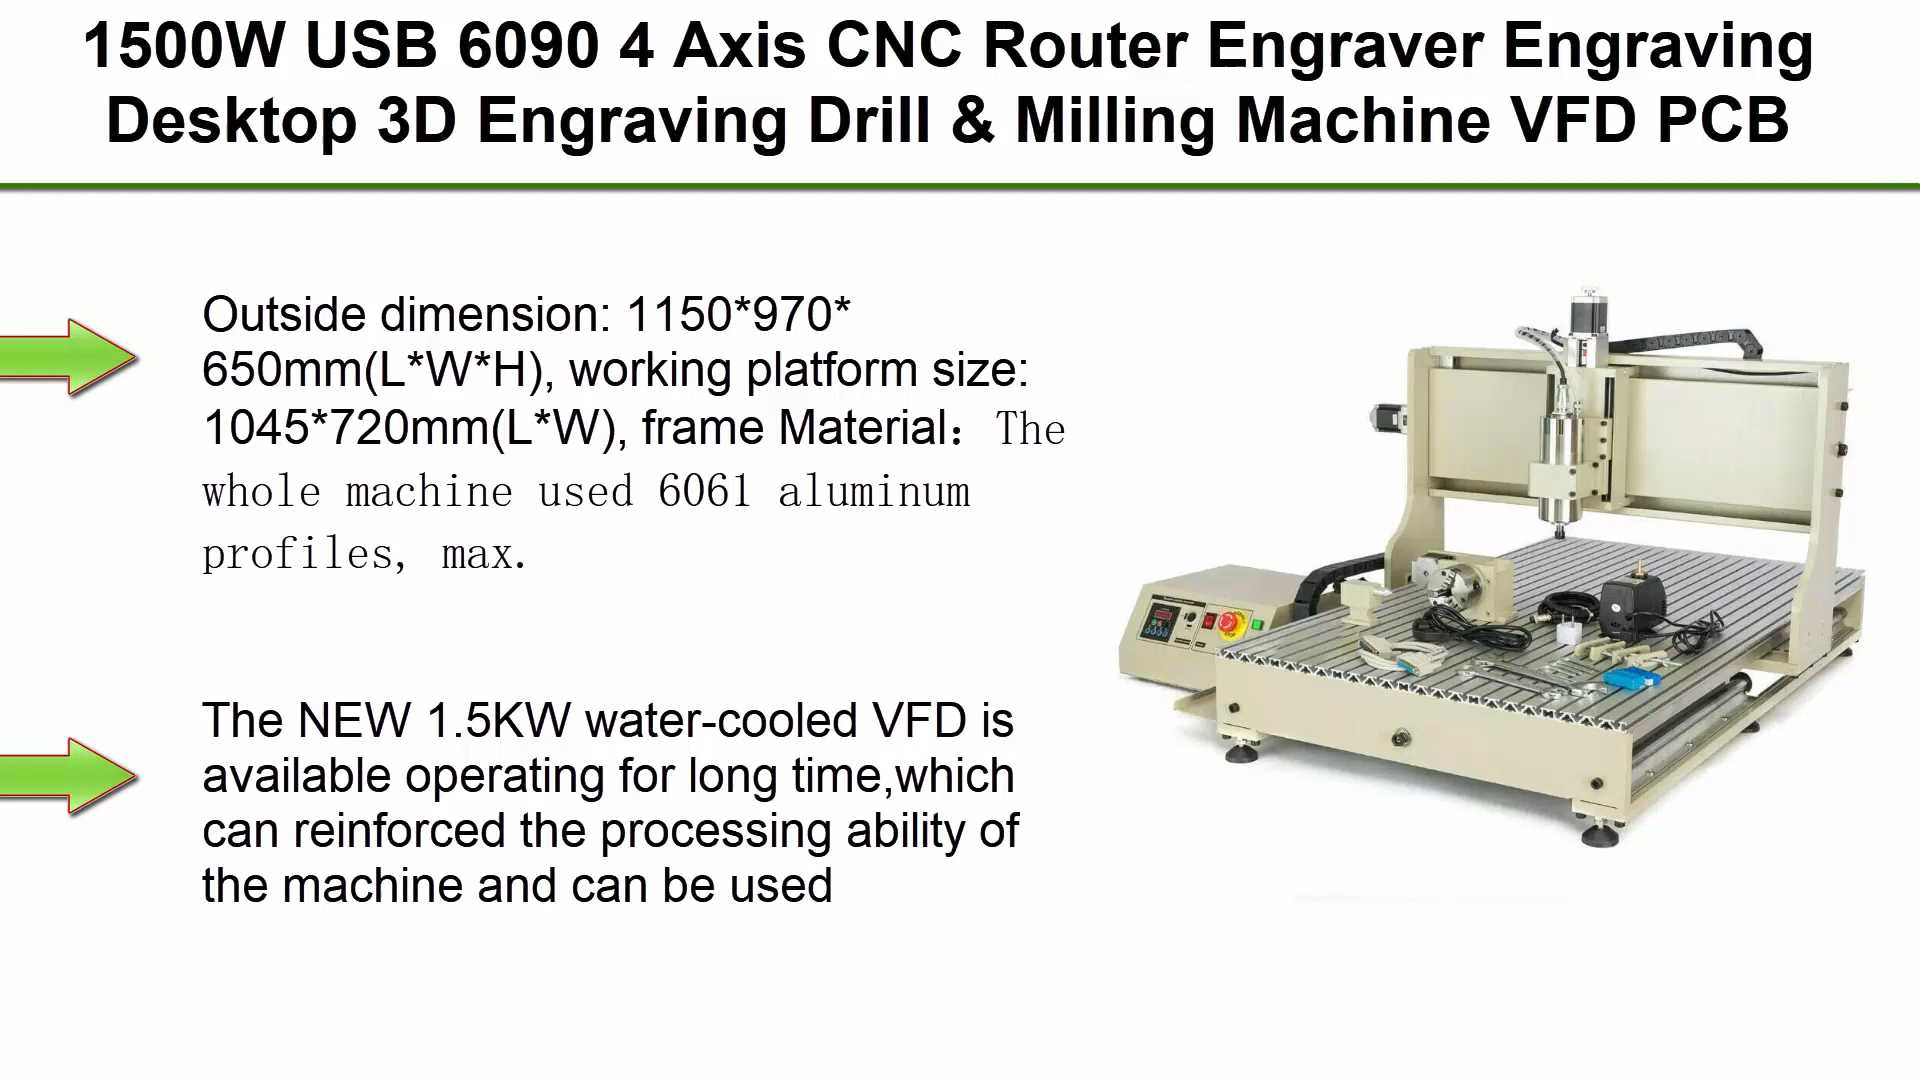 1500W USB 6090 4 Axis CNC Router Engraver Engraving
Desktop 3D Engraving Drill & Milling Machine VFD PCB
Outside dimension: 1150*970*
650mm(L*W*H), working platform size:
1045*720mm(L*W), frame Material：The
whole machine used 6061 aluminum
profiles, max.
The NEW 1.5KW water-cooled VFD is
available operating for long time,which
can reinforced the processing ability of
the machine and can be used